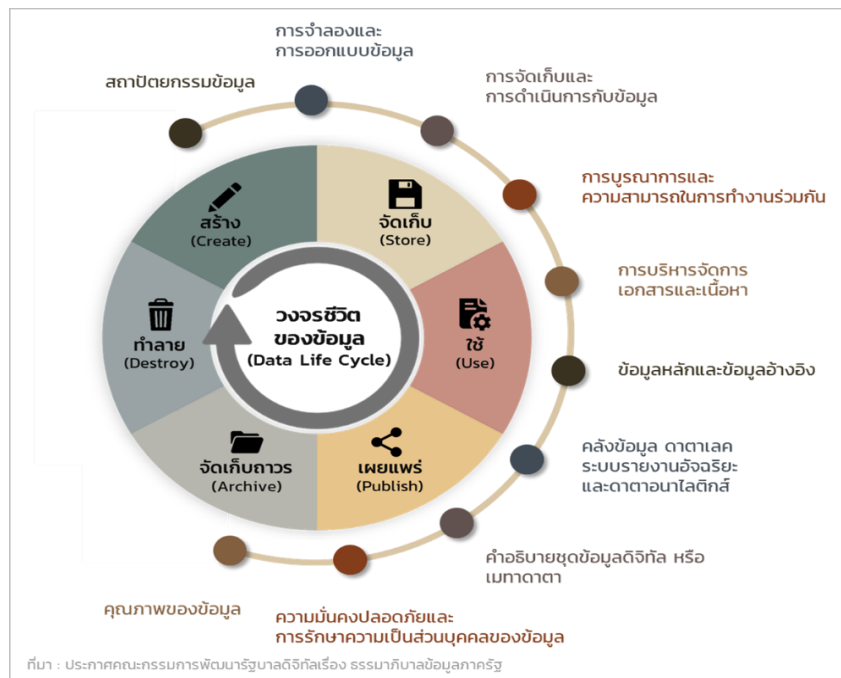 การจำลองและ
การออกแบบข้อมูล
สถาปัตยกรรมข้อมูล
การจัดเก็บและ
การดำเนินการกับข้อมูล
การบูรณาการและ
ความสามารถในการทำงานร่วมกัน
การบริหารจัดการ
เอกสารและเนื้อหา
ข้อมูลหลักและข้อมูลอ้างอิง
คลังข้อมูล ดาตาเลค
ระบบรายงานอัจฉริยะ
และดาตาอนาไลติกส์
คำอธิบายชุดข้อมูลดิจิทัล หรือ
เมทาดาตา
ความมั่นคงปลอดภัยและ
การรักษาความเป็นส่วนบุคคลของข้อมูล
คุณภาพของข้อมูล
สร้าง
(Create)
จัดเก็บ
(Store)
ใช้
(Use)
เผยแพร่
(Publish)
จัดเก็บถาวร
(Archive)
ทำลาย
(Destroy)
วงจรชีวิต
ของข้อมูล
(Data Life Cycle)
ที่มา : ประกาศคณะกรรมการพัฒนารัฐบาลดิจิทัลเรื่อง ธรรมาภิบาลข้อมูลภาครัฐ